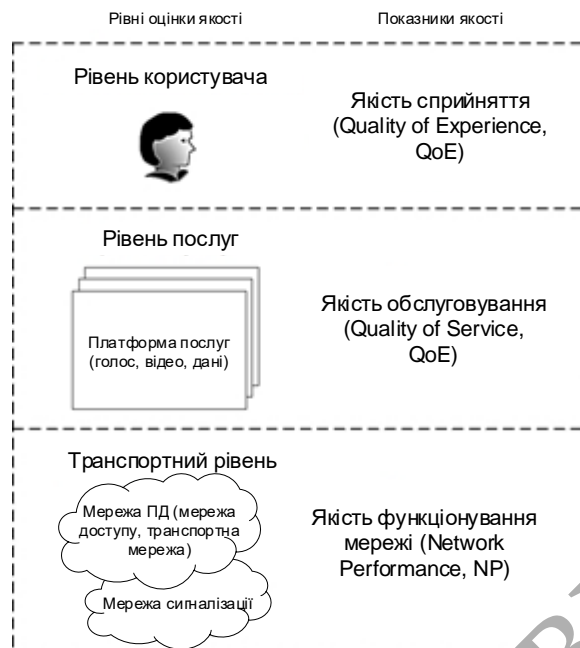 Рівні оцінки якості
Показники якості
Рівень користувача
Якість сприйняття
(Quality of Experience,
QoE)
Рівень послуг
Платформа послуг
(голос, відео, дані)
Якість обслуговування
(Quality of Service,
QoE)
Транспортний рівень
Мережа ПД (мережа
доступу, транспортна
мережа)
Мережа сигналізації
Якість функціонування
мережі (Network
Performance, NP)